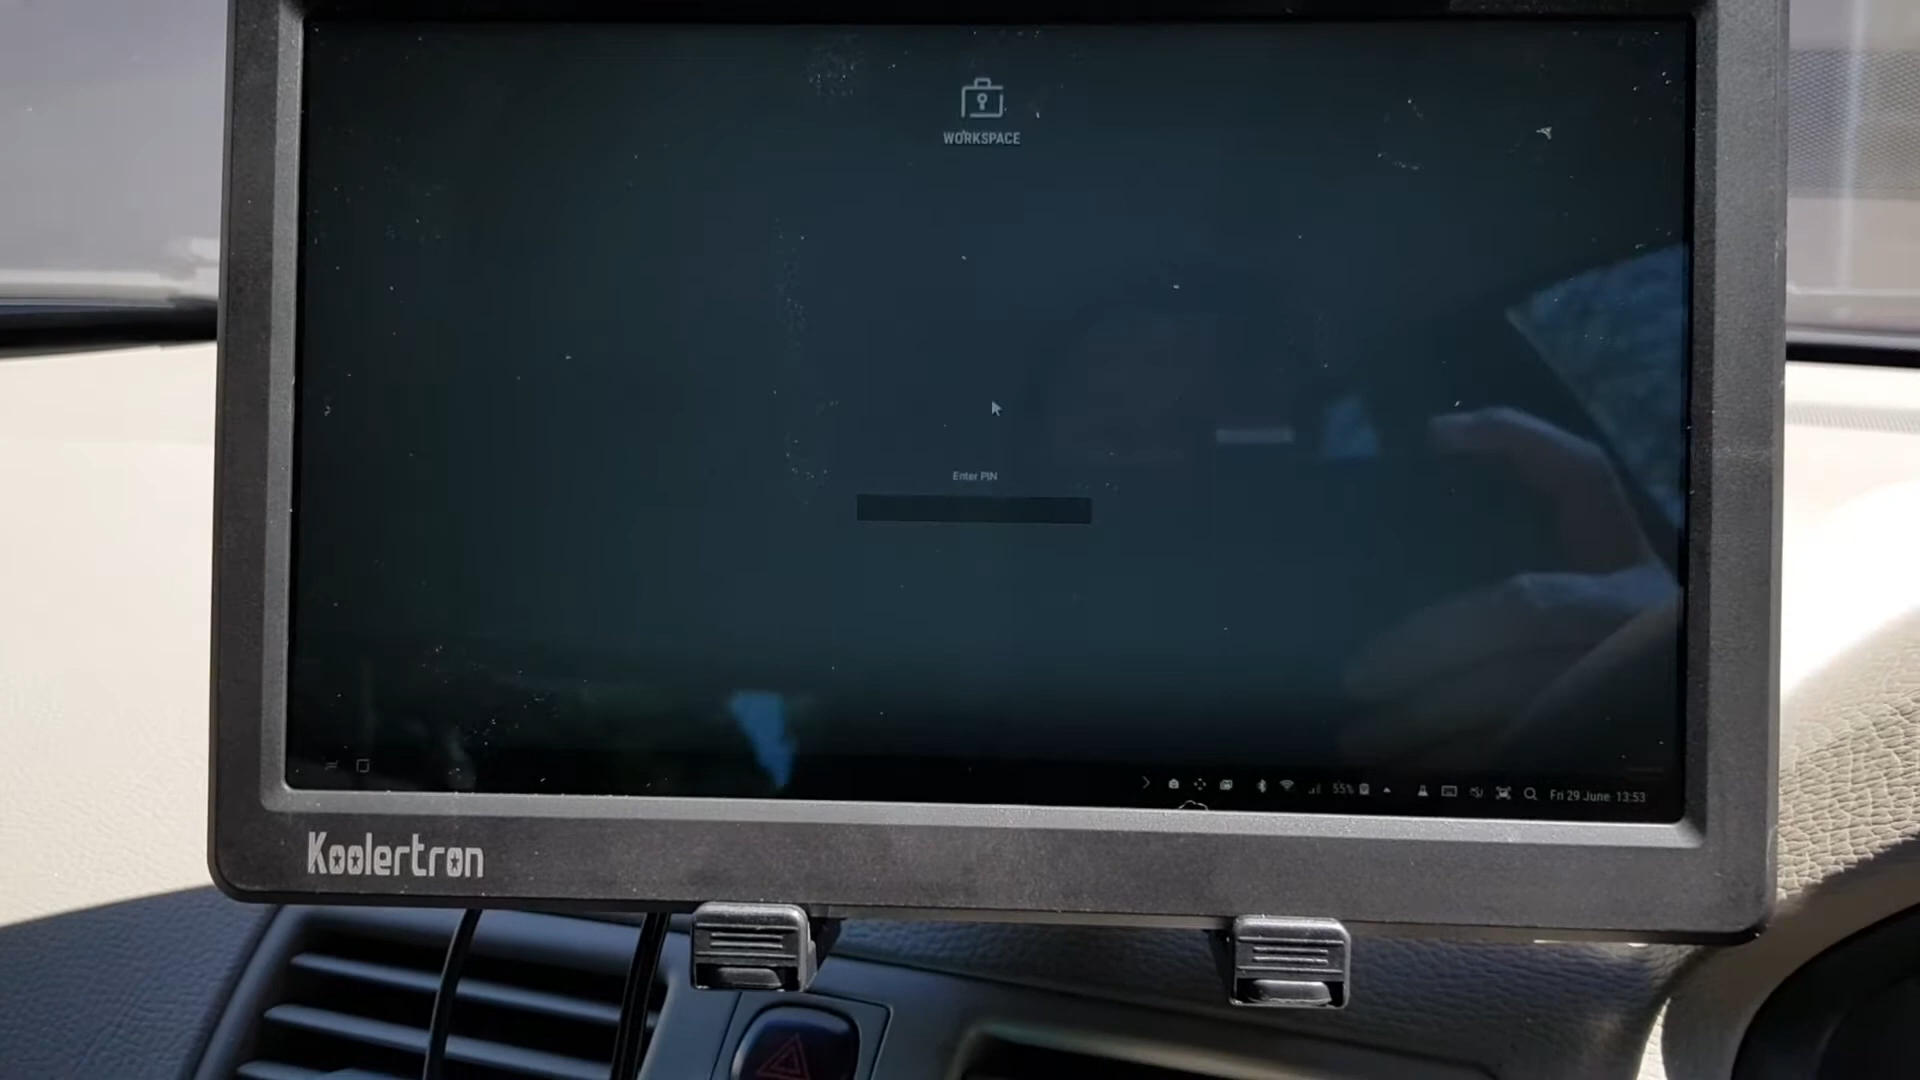 WORKSPACE
Enter PIN
55%
Fri 29 June 13:53
Koolertron